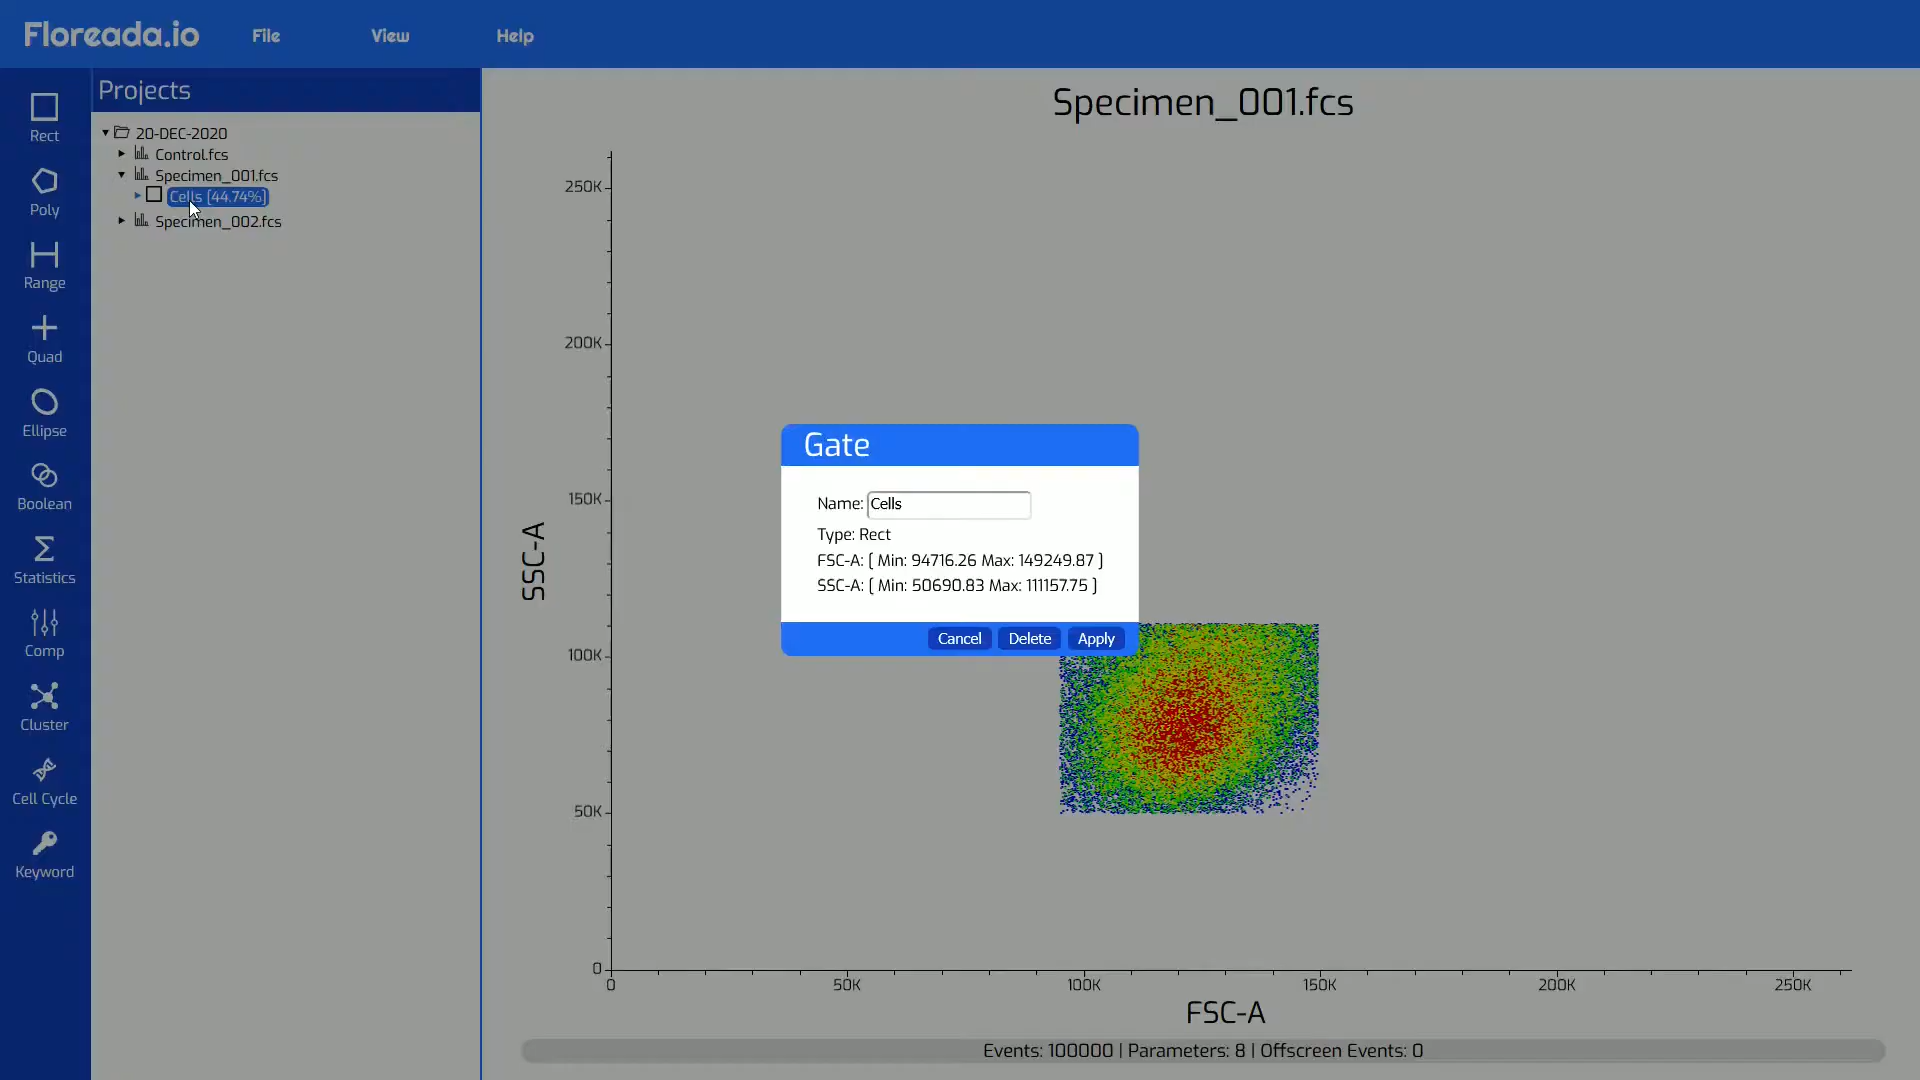 Floreada.io
File
View
Help
Rect
Poly
Range
Quad
Ellipse
Boolean
Statistics
Comp
Cluster
Cell Cycle
Keyword
Projects
20-DEC-2020
Control.fcs
Specimen_001.fcs
Cells [44.74%]
Specimen_002.fcs
Specimen_001.fcs
250K
200K
150K
100K
50K
0
SSC-A
Gate
Name: Cells
Type: Rect
FSC-A: [ Min: 94716.26 Max: 149249.87 ]
SSC-A: [ Min: 50690.83 Max: 111157.75 ]
Cancel
Delete
Apply
0
50K
100K
150K
200K
250K
FSC-A
Events: 100000 | Parameters: 8 | Offscreen Events: 0